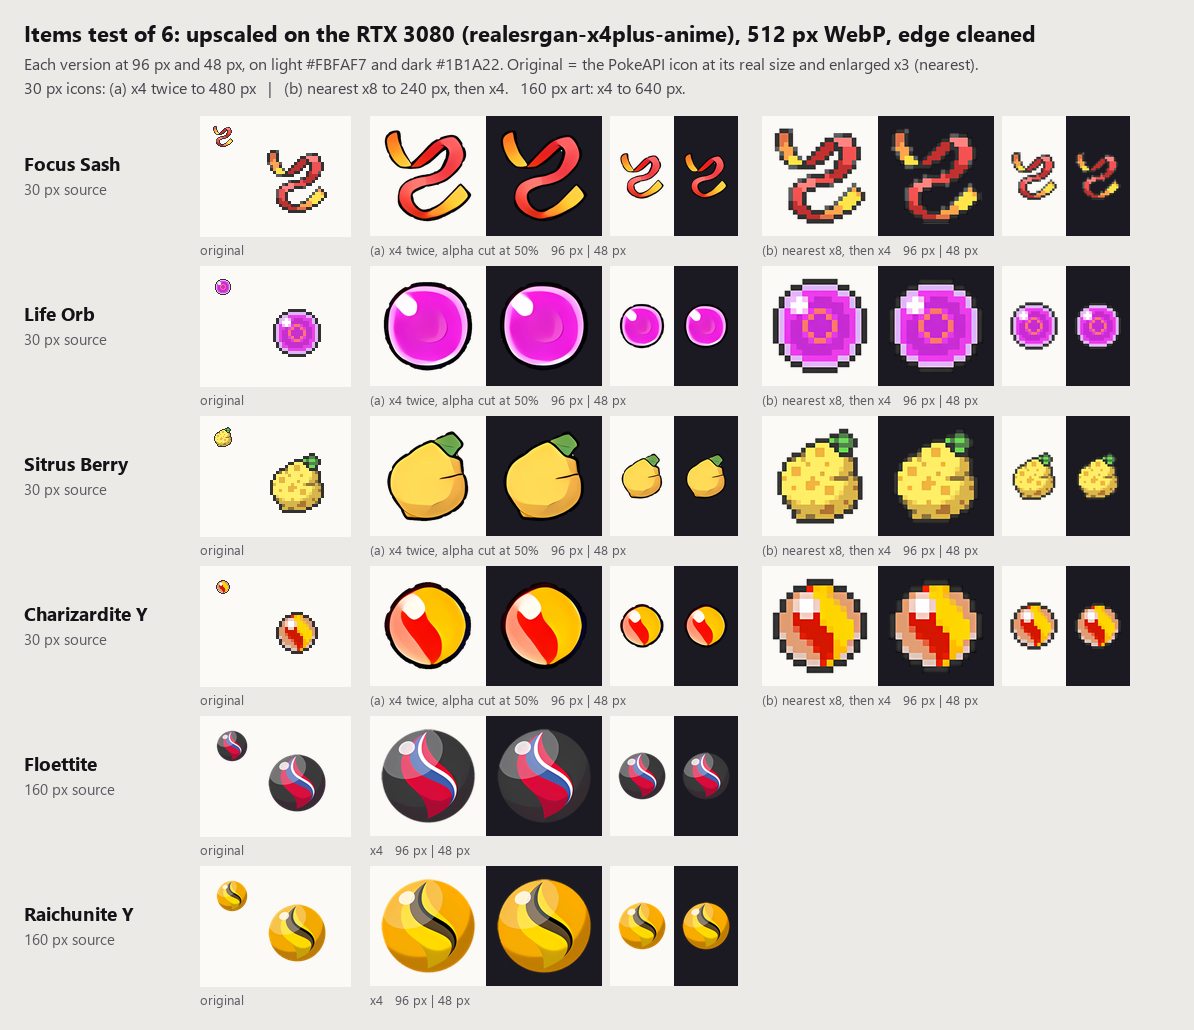 Items test of 6: upscaled on the RTX 3080 (realesrgan-x4plus-anime), 512 px WebP, edge cleaned
Each version at 96 px and 48 px, on light #FBFAF7 and dark #1B1A22. Original = the PokeAPI icon at its real size and enlarged x3 (nearest).
30 px icons: (a) x4 twice to 480 px | (b) nearest x8 to 240 px, then x4. 160 px art: x4 to 640 px.
Focus Sash
30 px source
original
(a) x4 twice, alpha cut at 50% 96 px | 48 px
(b) nearest x8, then x4 96 px | 48 px
Life Orb
30 px source
original
(a) x4 twice, alpha cut at 50% 96 px | 48 px
(b) nearest x8, then x4 96 px | 48 px
Sitrus Berry
30 px source
original
(a) x4 twice, alpha cut at 50% 96 px | 48 px
(b) nearest x8, then x4 96 px | 48 px
Charizardite Y
30 px source
original
(a) x4 twice, alpha cut at 50% 96 px | 48 px
(b) nearest x8, then x4 96 px | 48 px
Floettite
160 px source
original
x4 96 px | 48 px
Raichunite Y
160 px source
original
x4 96 px | 48 px